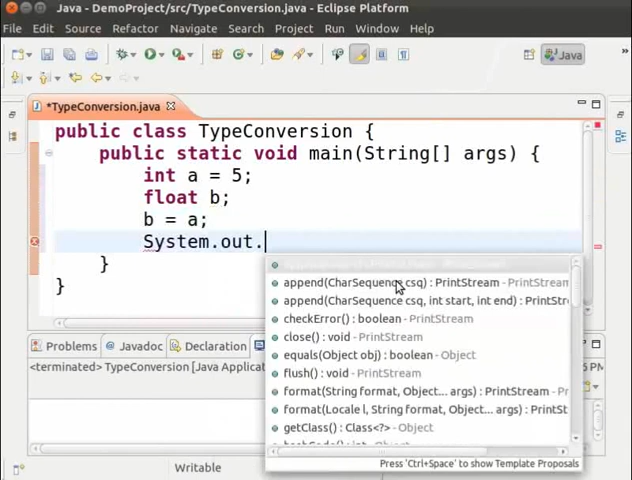 Java - DemoProject/src/TypeConversion.java - Eclipse Platform
File Edit Source Refactor Navigate Search Project Run Window Help
Java
*TypeConversion.java
public class TypeConversion {
public static void main(String[] args) {
int a = 5;
float b;
b = a;
System.out.
}
}
append(CharSequence csq) : PrintStream - PrintStream
append(CharSequence csq, int start, int end) : PrintStr
checkError() : boolean - PrintStream
close() : void - PrintStream
equals(Object obj) : boolean - Object
flush() : void - PrintStream
format(String format, Object... args) : PrintStream - Pri
format(Locale l, String format, Object... args) : PrintSt
getClass() : Class<?> - Object
hashCode() : int - Object
Press 'Ctrl+Space' to show Template Proposals
Problems Javadoc Declaration
<terminated> TypeConversion [Java Applicat
Writable